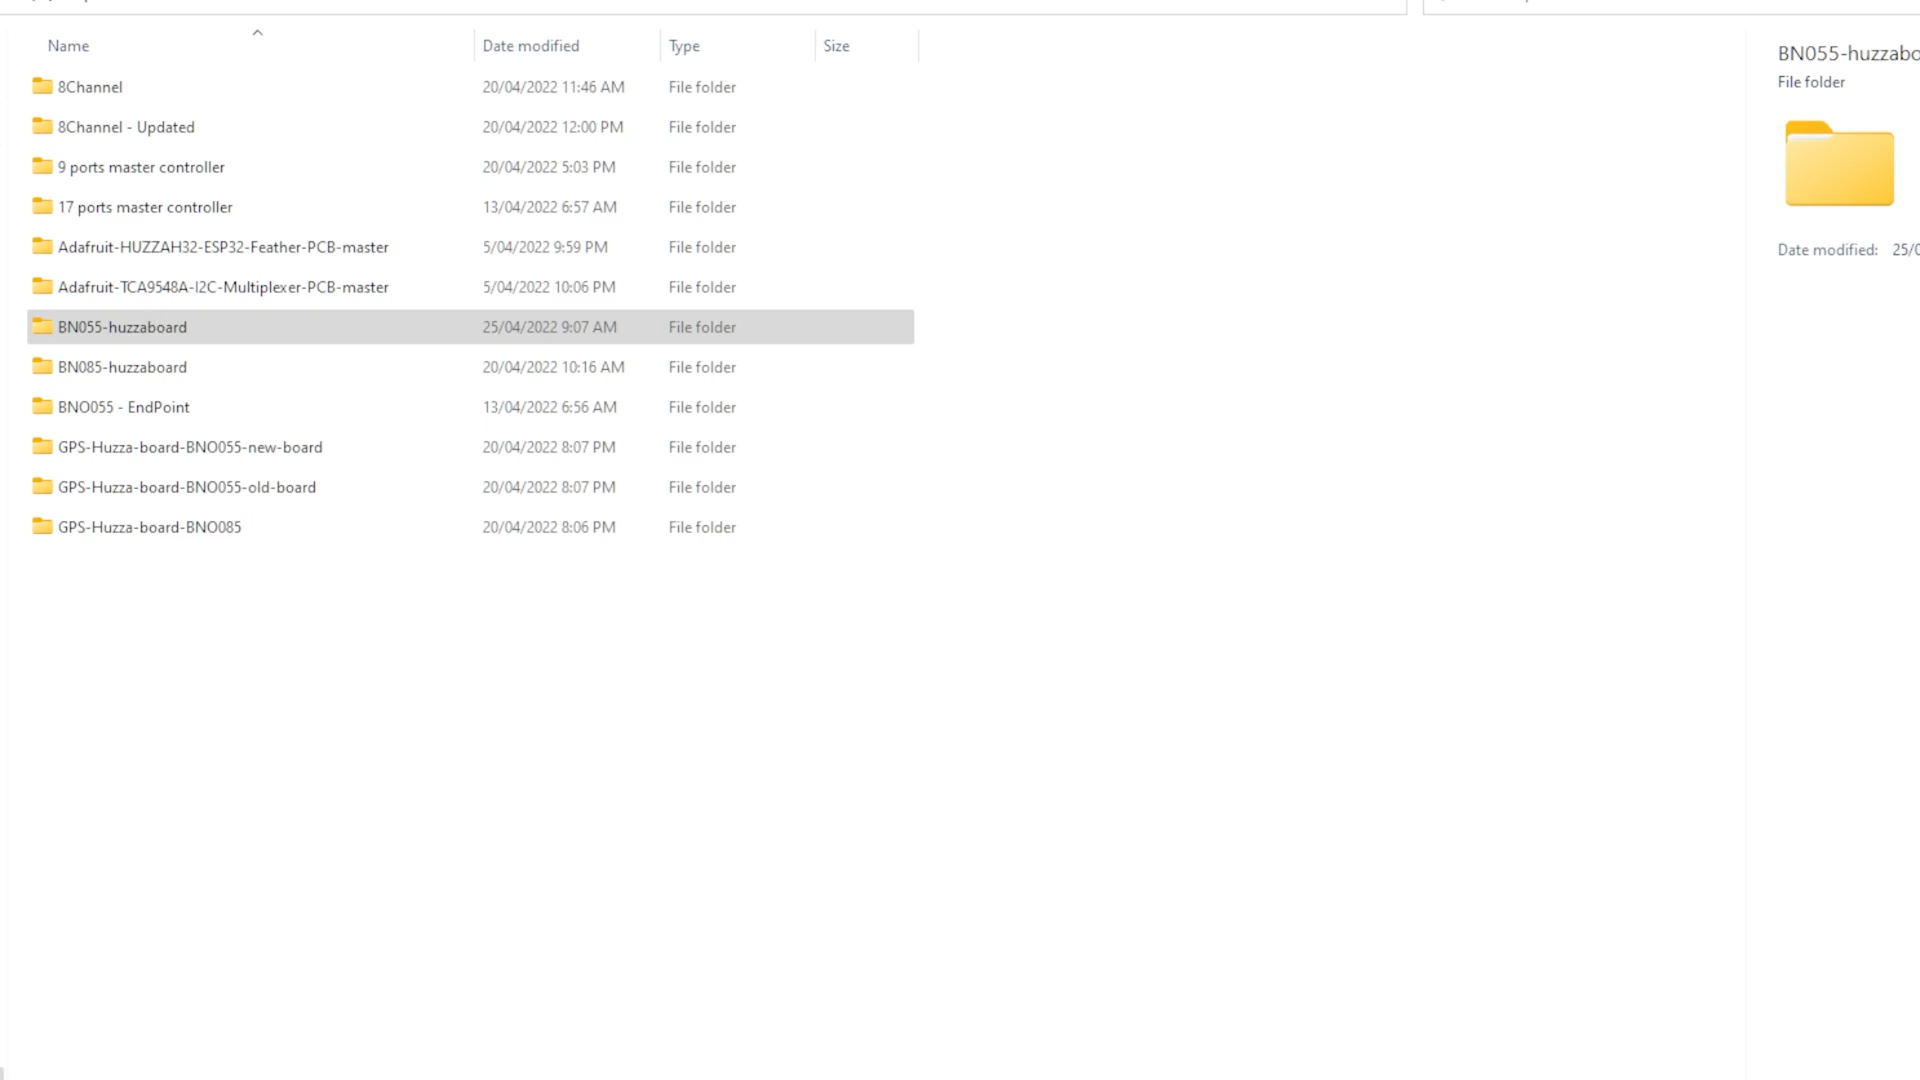 Name Date modified Type Size
8Channel 20/04/2022 11:46 AM File folder
8Channel - Updated 20/04/2022 12:00 PM File folder
9 ports master controller 20/04/2022 5:03 PM File folder
17 ports master controller 13/04/2022 6:57 AM File folder
Adafruit-HUZZAH32-ESP32-Feather-PCB-master 5/04/2022 9:59 PM File folder
Adafruit-TCA9548A-I2C-Multiplexer-PCB-master 5/04/2022 10:06 PM File folder
BN055-huzzaboard 25/04/2022 9:07 AM File folder
BN085-huzzaboard 20/04/2022 10:16 AM File folder
BNO055 - EndPoint 13/04/2022 6:56 AM File folder
GPS-Huzza-board-BNO055-new-board 20/04/2022 8:07 PM File folder
GPS-Huzza-board-BNO055-old-board 20/04/2022 8:07 PM File folder
GPS-Huzza-board-BNO085 20/04/2022 8:06 PM File folder
BN055-huzzabo
File folder
Date modified: 25/0